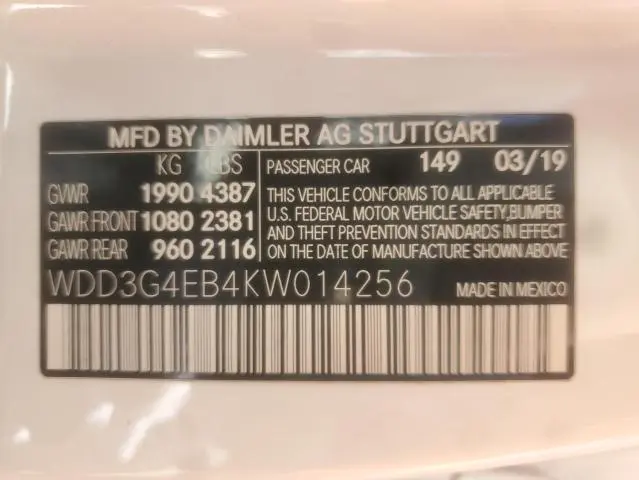 MFD BY DAIMLER AG STUTTGART
KG LBS
GVWR 1990 4387
GAWR FRONT 1080 2381
GAWR REAR 960 2116
PASSENGER CAR 149 03/19
THIS VEHICLE CONFORMS TO ALL APPLICABLE
U.S. FEDERAL MOTOR VEHICLE SAFETY,BUMPER
AND THEFT PREVENTION STANDARDS IN EFFECT
ON THE DATE OF MANUFACTURE SHOWN ABOVE
WDD3G4EB4KW014256 MADE IN MEXICO